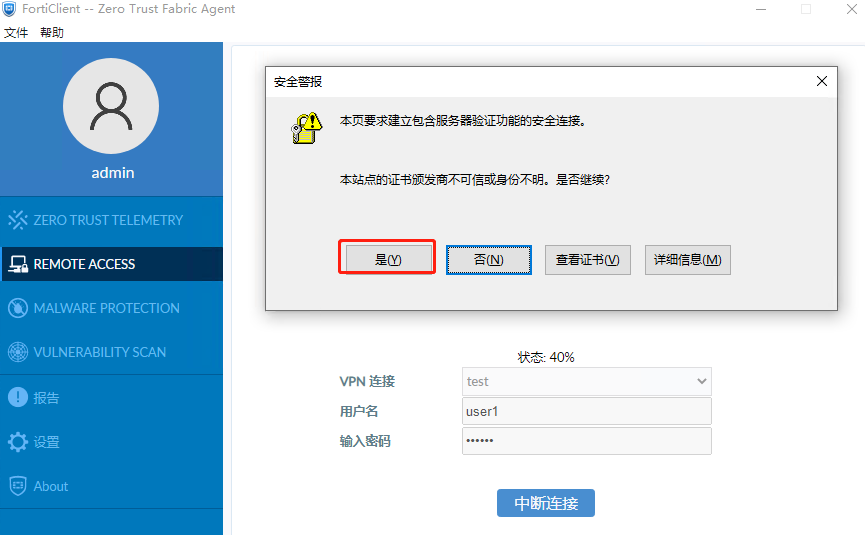 FortiClient -- Zero Trust Fabric Agent
文件 帮助
admin
ZERO TRUST TELEMETRY
REMOTE ACCESS
MALWARE PROTECTION
VULNERABILITY SCAN
报告
设置
About
安全警报
本页要求建立包含服务器验证功能的安全连接。
本站点的证书颁发商不可信或身份不明。是否继续?
是(Y) 否(N) 查看证书(V) 详细信息(M)
状态: 40%
VPN 连接 test
用户名 user1
输入密码 ••••••
中断连接